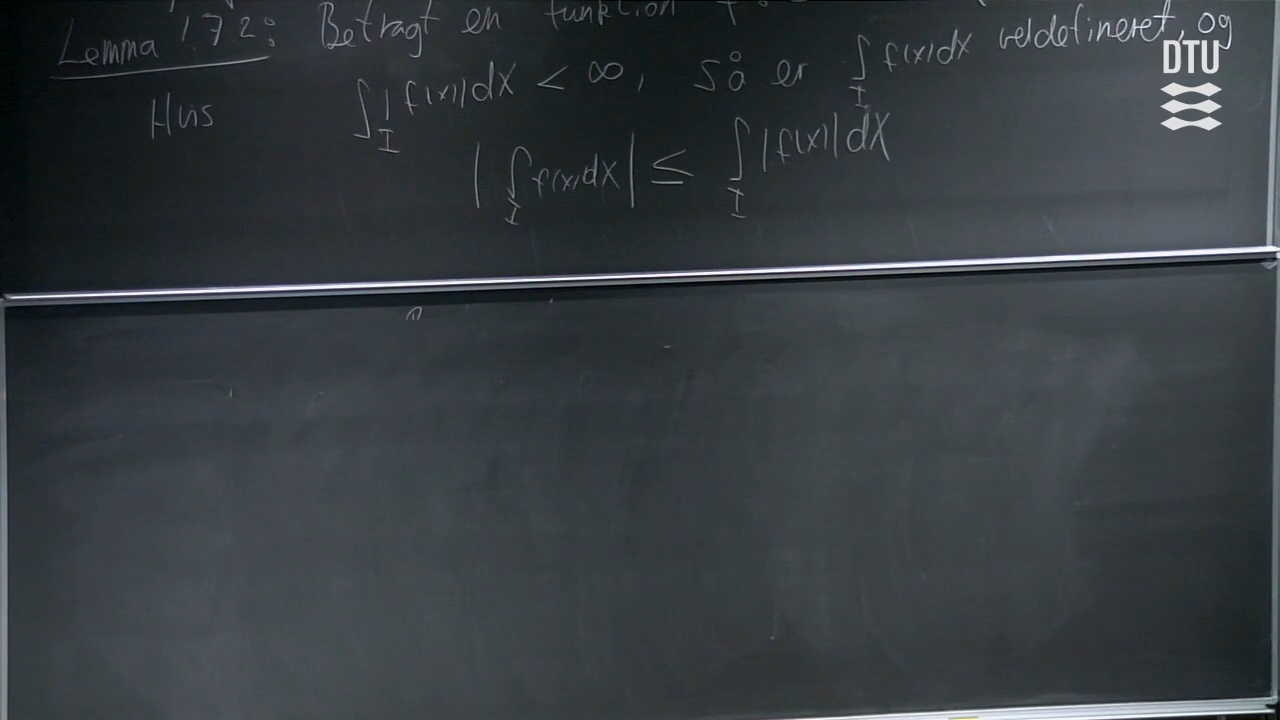 Lemma 1.7.2: Betragt en funktion f:
Hvis ∫_I |f(x)|dx < ∞, så er ∫_I f(x)dx veldefineret, og
|∫_I f(x)dx| ≤ ∫_I |f(x)|dx
DTU